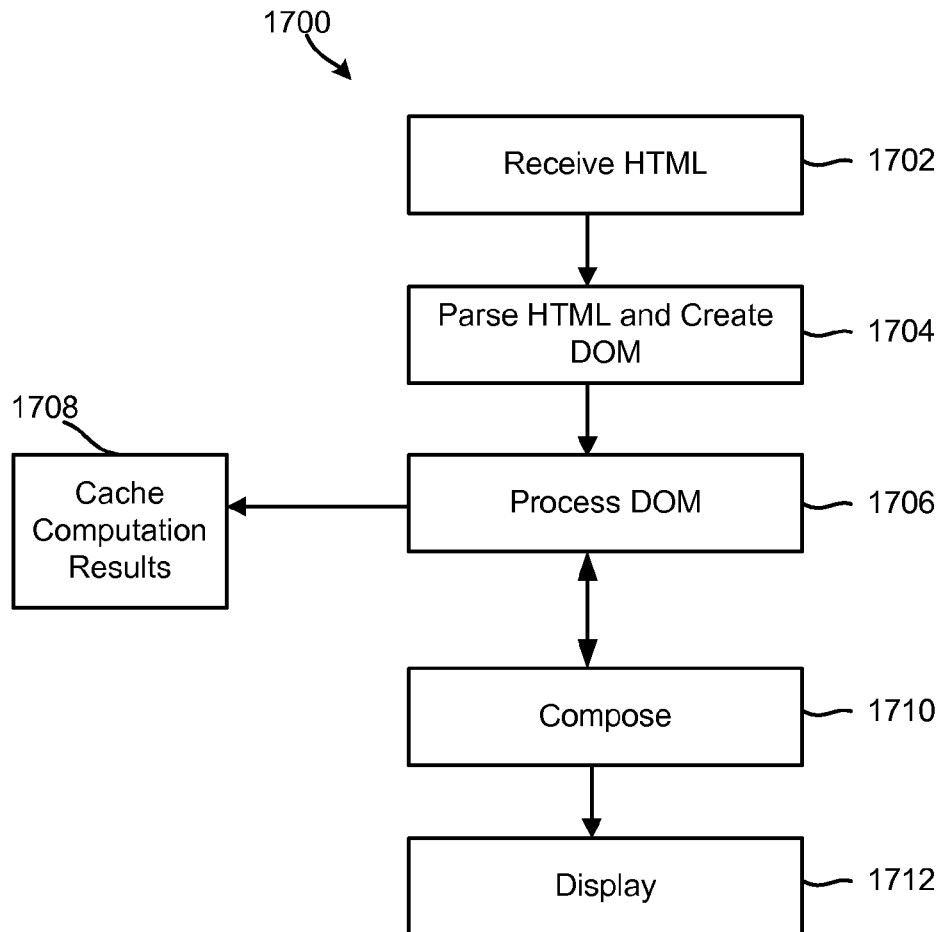 1700
Receive HTML
1702
Parse HTML and Create
DOM
1704
1708
Cache
Computation
Results
Process DOM
1706
Compose
1710
Display
1712